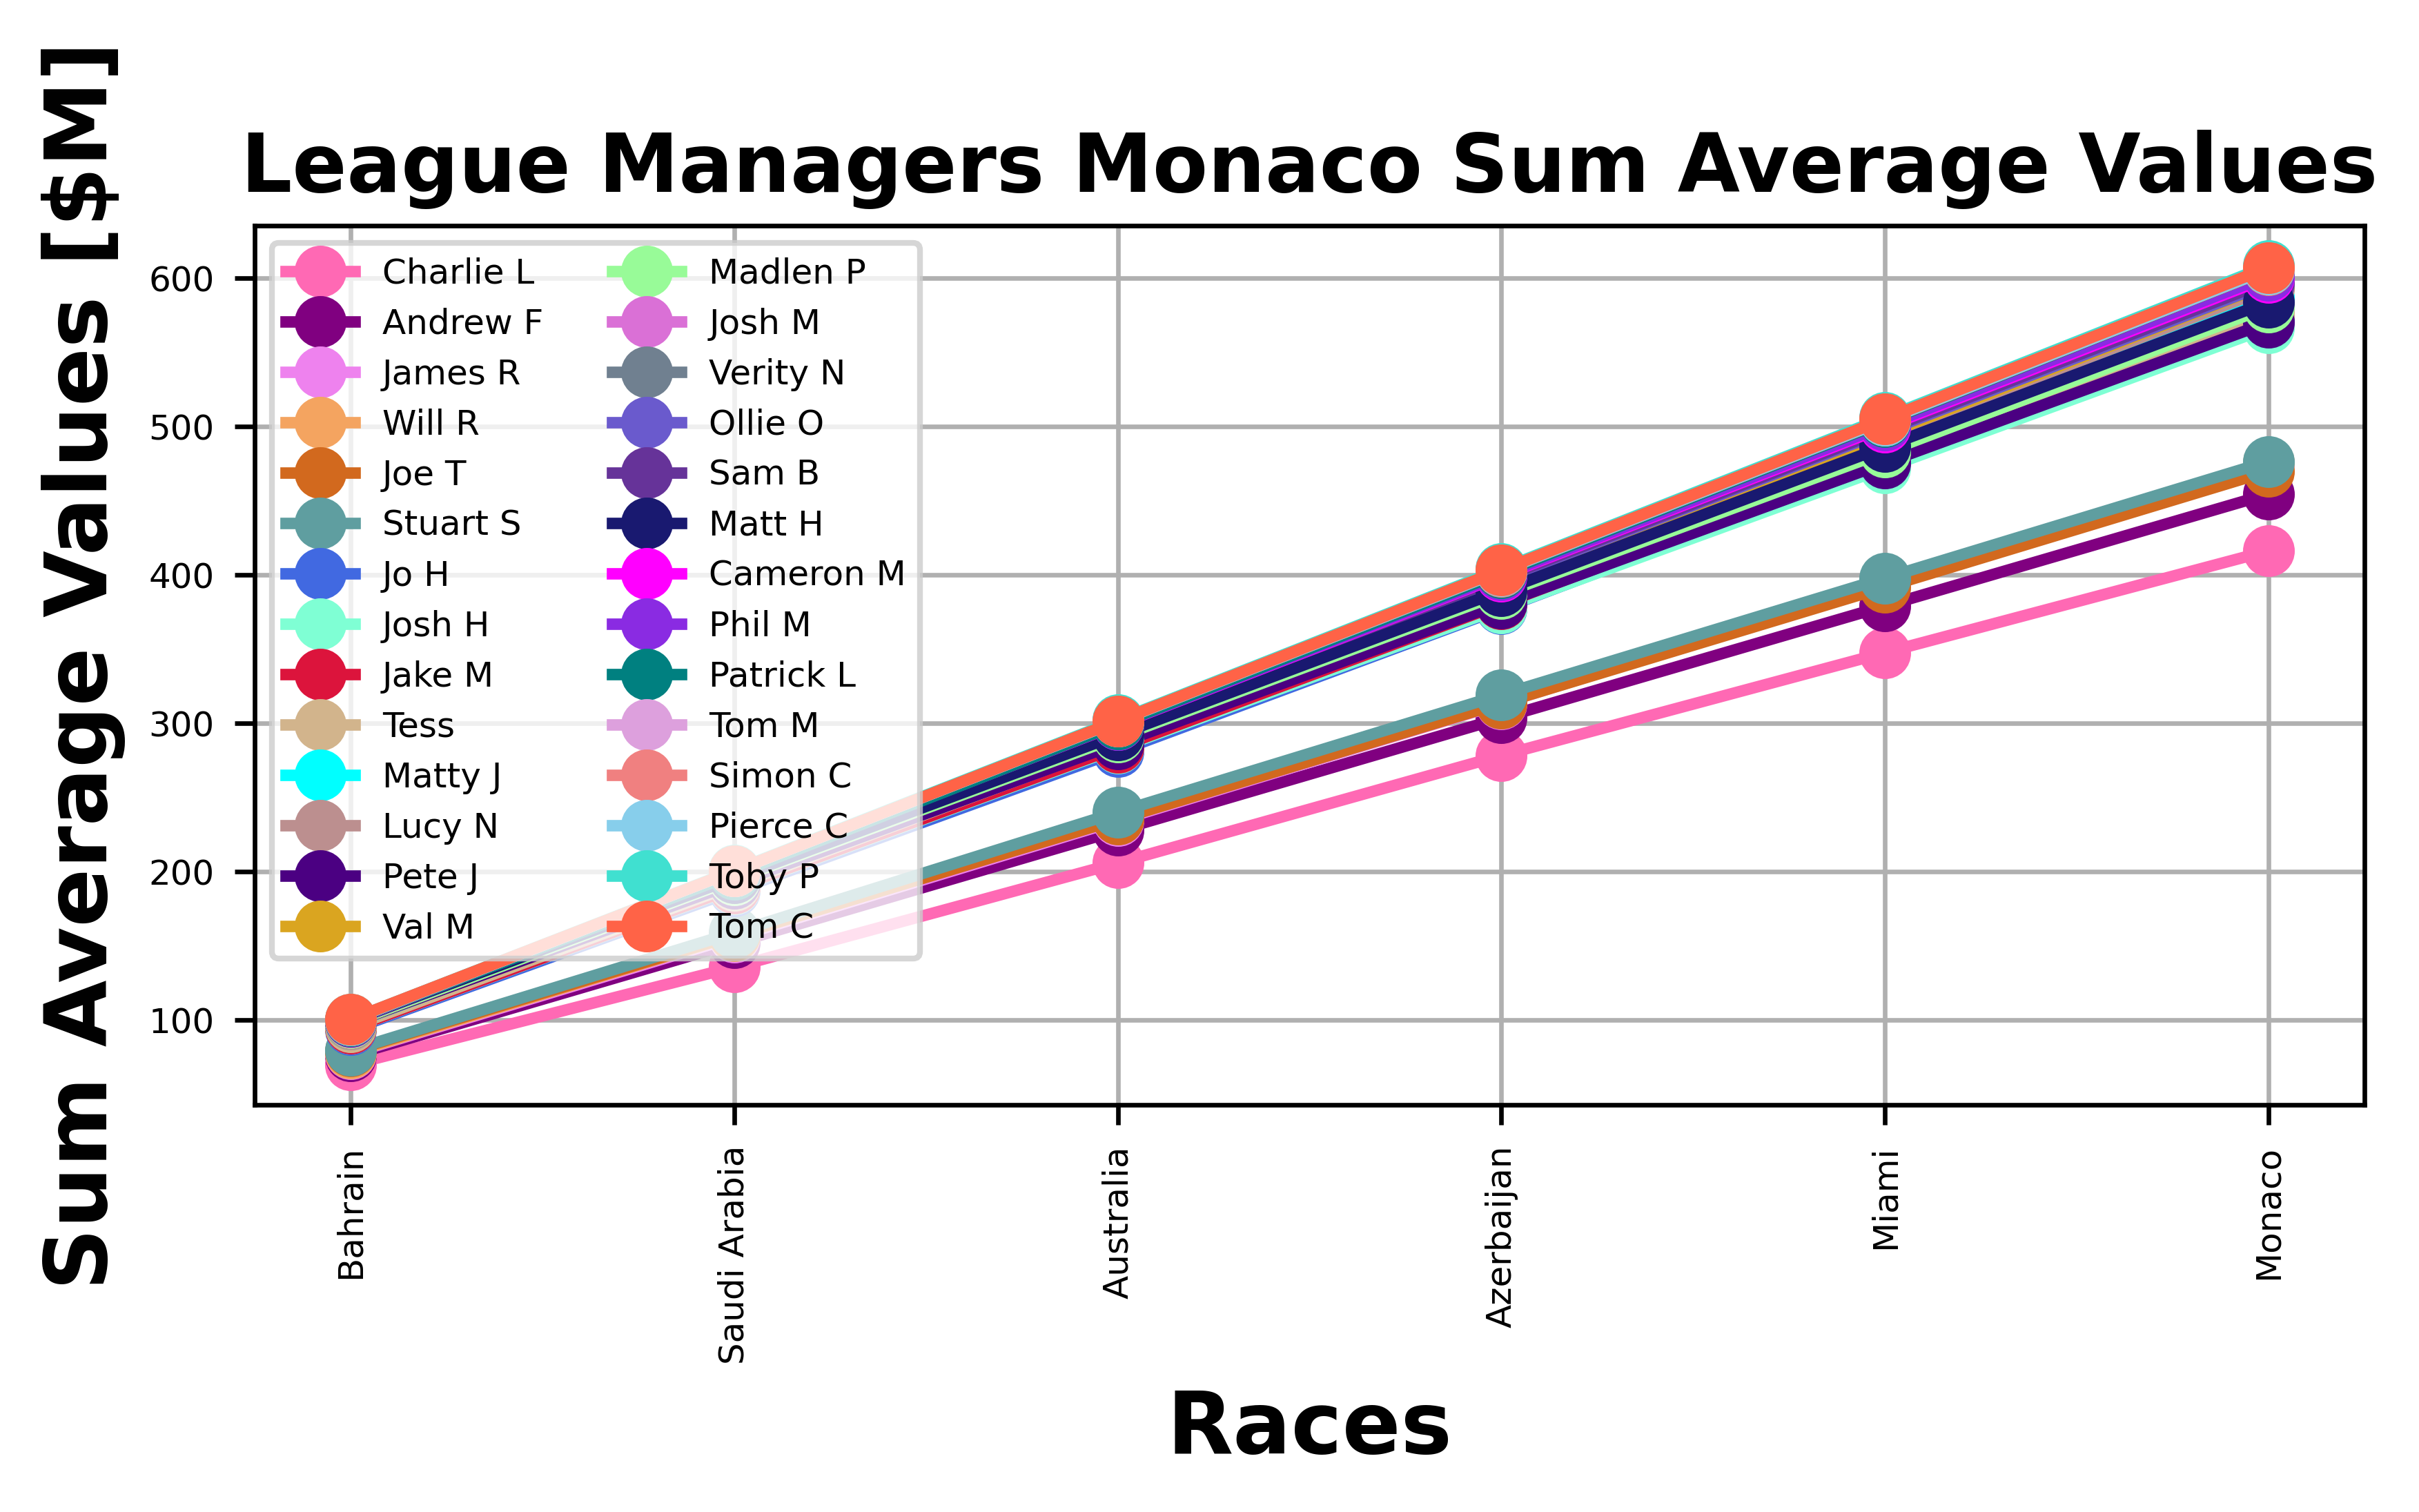 League Managers Monaco Sum Average Values
Sum Average Values [$M]
600
500
400
300
200
100
Charlie L
Andrew F
James R
Will R
Joe T
Stuart S
Jo H
Josh H
Jake M
Tess
Matty J
Lucy N
Pete J
Val M
Madlen P
Josh M
Verity N
Ollie O
Sam B
Matt H
Cameron M
Phil M
Patrick L
Tom M
Simon C
Pierce C
Toby P
Tom C
Bahrain
Saudi Arabia
Australia
Azerbaijan
Miami
Monaco
Races